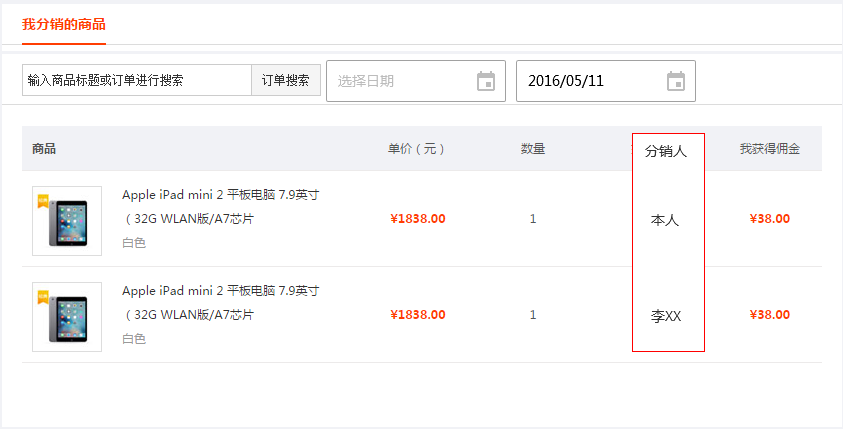 我分销的商品
输入商品标题或订单进行搜索 订单搜索 选择日期 2016/05/11
商品 单价（元） 数量 分销人 我获得佣金
Apple iPad mini 2 平板电脑 7.9英寸
（32G WLAN版/A7芯片
白色
¥1838.00 1 本人 ¥38.00
Apple iPad mini 2 平板电脑 7.9英寸
（32G WLAN版/A7芯片
白色
¥1838.00 1 李XX ¥38.00